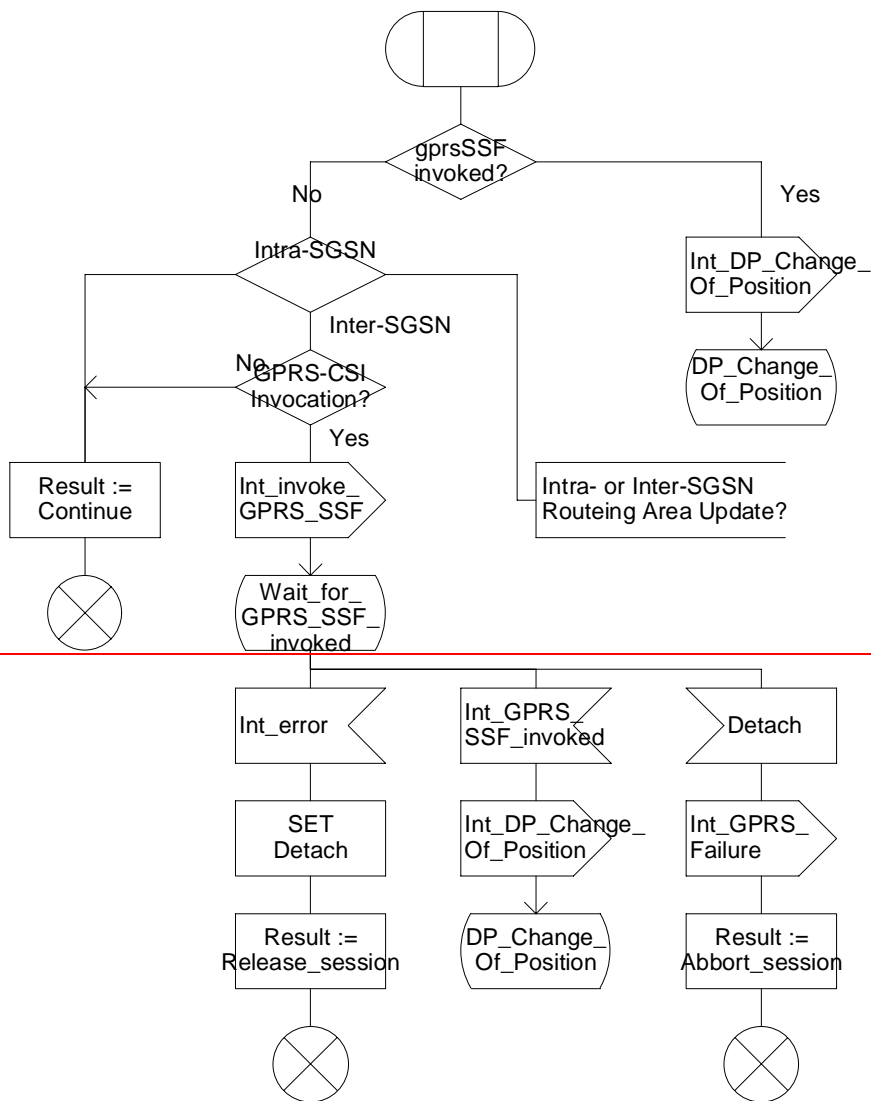 gprsSSF
invoked?
No
Yes
Intra-SGSN
Int_DP_Change_
Of_Position
Inter-SGSN
No
GPRS-CSI
Invocation?
DP_Change_
Of_Position
Yes
Result :=
Continue
Int_invoke_
GPRS_SSF
Intra- or Inter-SGSN
Routeing Area Update?
Wait_for_
GPRS_SSF_
invoked
Int_error
Int_GPRS_
SSF_invoked
Detach
SET
Detach
Int_DP_Change_
Of_Position
Int_GPRS_
Failure
Result :=
Release_session
DP_Change_
Of_Position
Result :=
Abbort_session